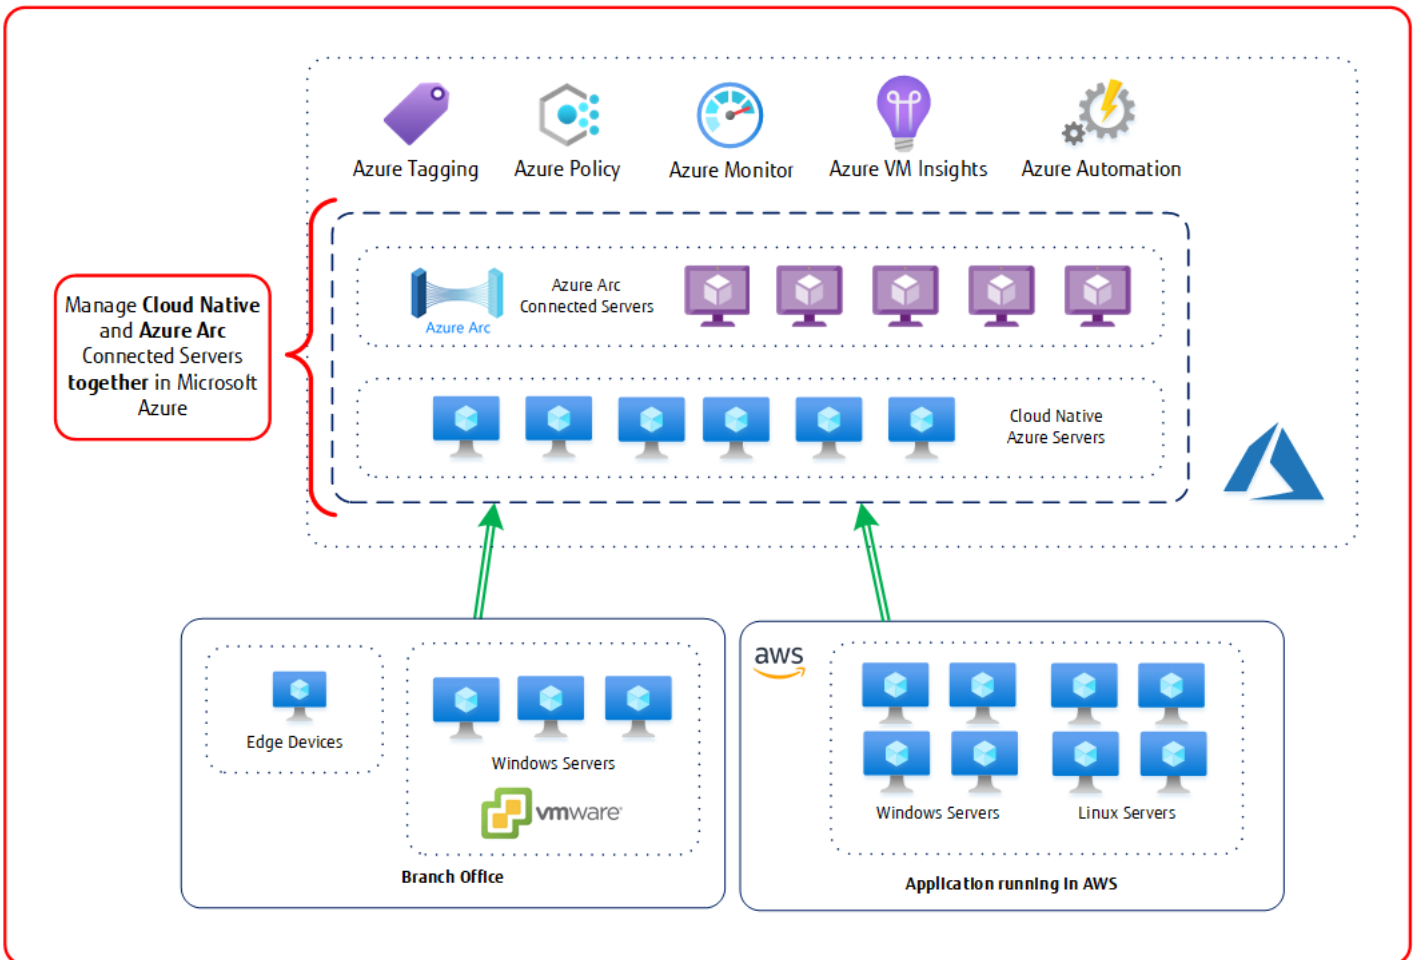 Azure Tagging
Azure Policy
Azure Monitor
Azure VM Insights
Azure Automation
Manage Cloud Native
and Azure Arc
Connected Servers
together in Microsoft
Azure
Azure Arc
Azure Arc
Connected Servers
Cloud Native
Azure Servers
Edge Devices
Windows Servers
vmware
Branch Office
aws
Windows Servers
Linux Servers
Application running in AWS